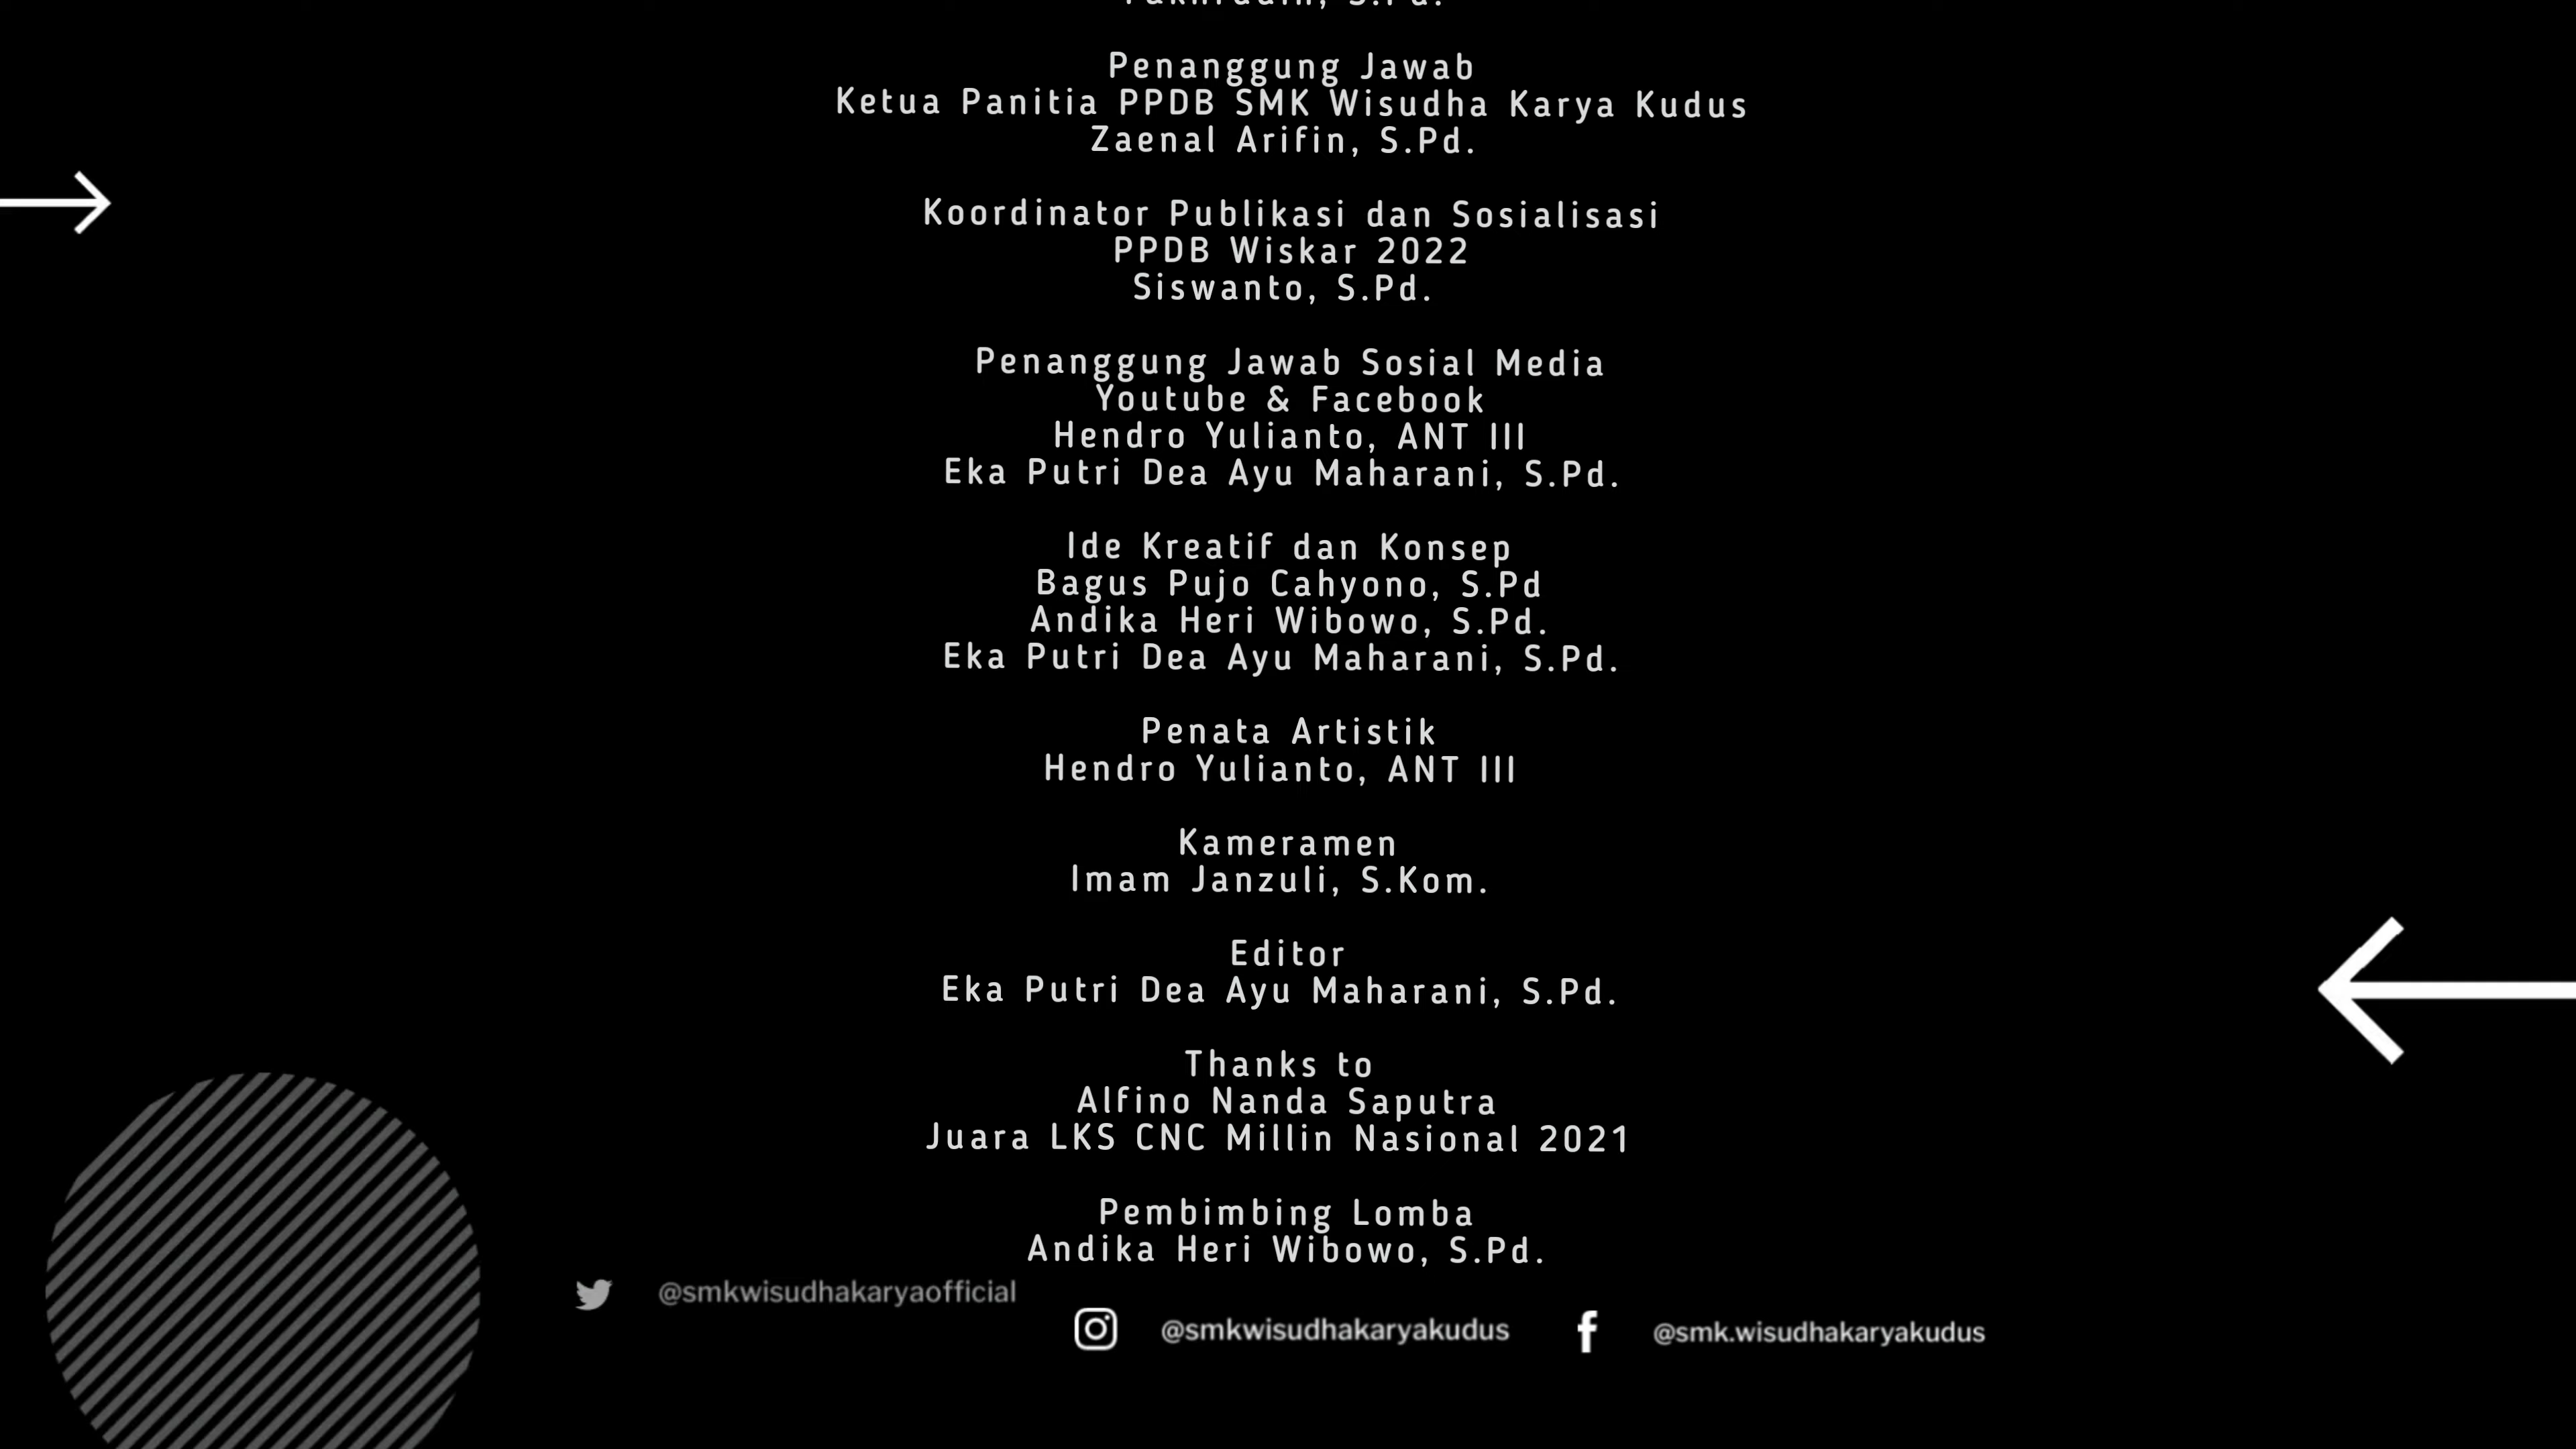 Penanggung Jawab
Ketua Panitia PPDB SMK Wisudha Karya Kudus
Zaenal Arifin, S.Pd.
Koordinator Publikasi dan Sosialisasi
PPDB Wiskar 2022
Siswanto, S.Pd.
Penanggung Jawab Sosial Media
Youtube & Facebook
Hendro Yulianto, ANT III
Eka Putri Dea Ayu Maharani, S.Pd.
Ide Kreatif dan Konsep
Bagus Pujo Cahyono, S.Pd
Andika Heri Wibowo, S.Pd.
Eka Putri Dea Ayu Maharani, S.Pd.
Penata Artistik
Hendro Yulianto, ANT III
Kameramen
Imam Janzuli, S.Kom.
Editor
Eka Putri Dea Ayu Maharani, S.Pd.
Thanks to
Alfino Nanda Saputra
Juara LKS CNC Millin Nasional 2021
Pembimbing Lomba
Andika Heri Wibowo, S.Pd.
@smkwisudhakaryaofficial
@smkwisudhakaryakudus
@smk.wisudhakaryakudus